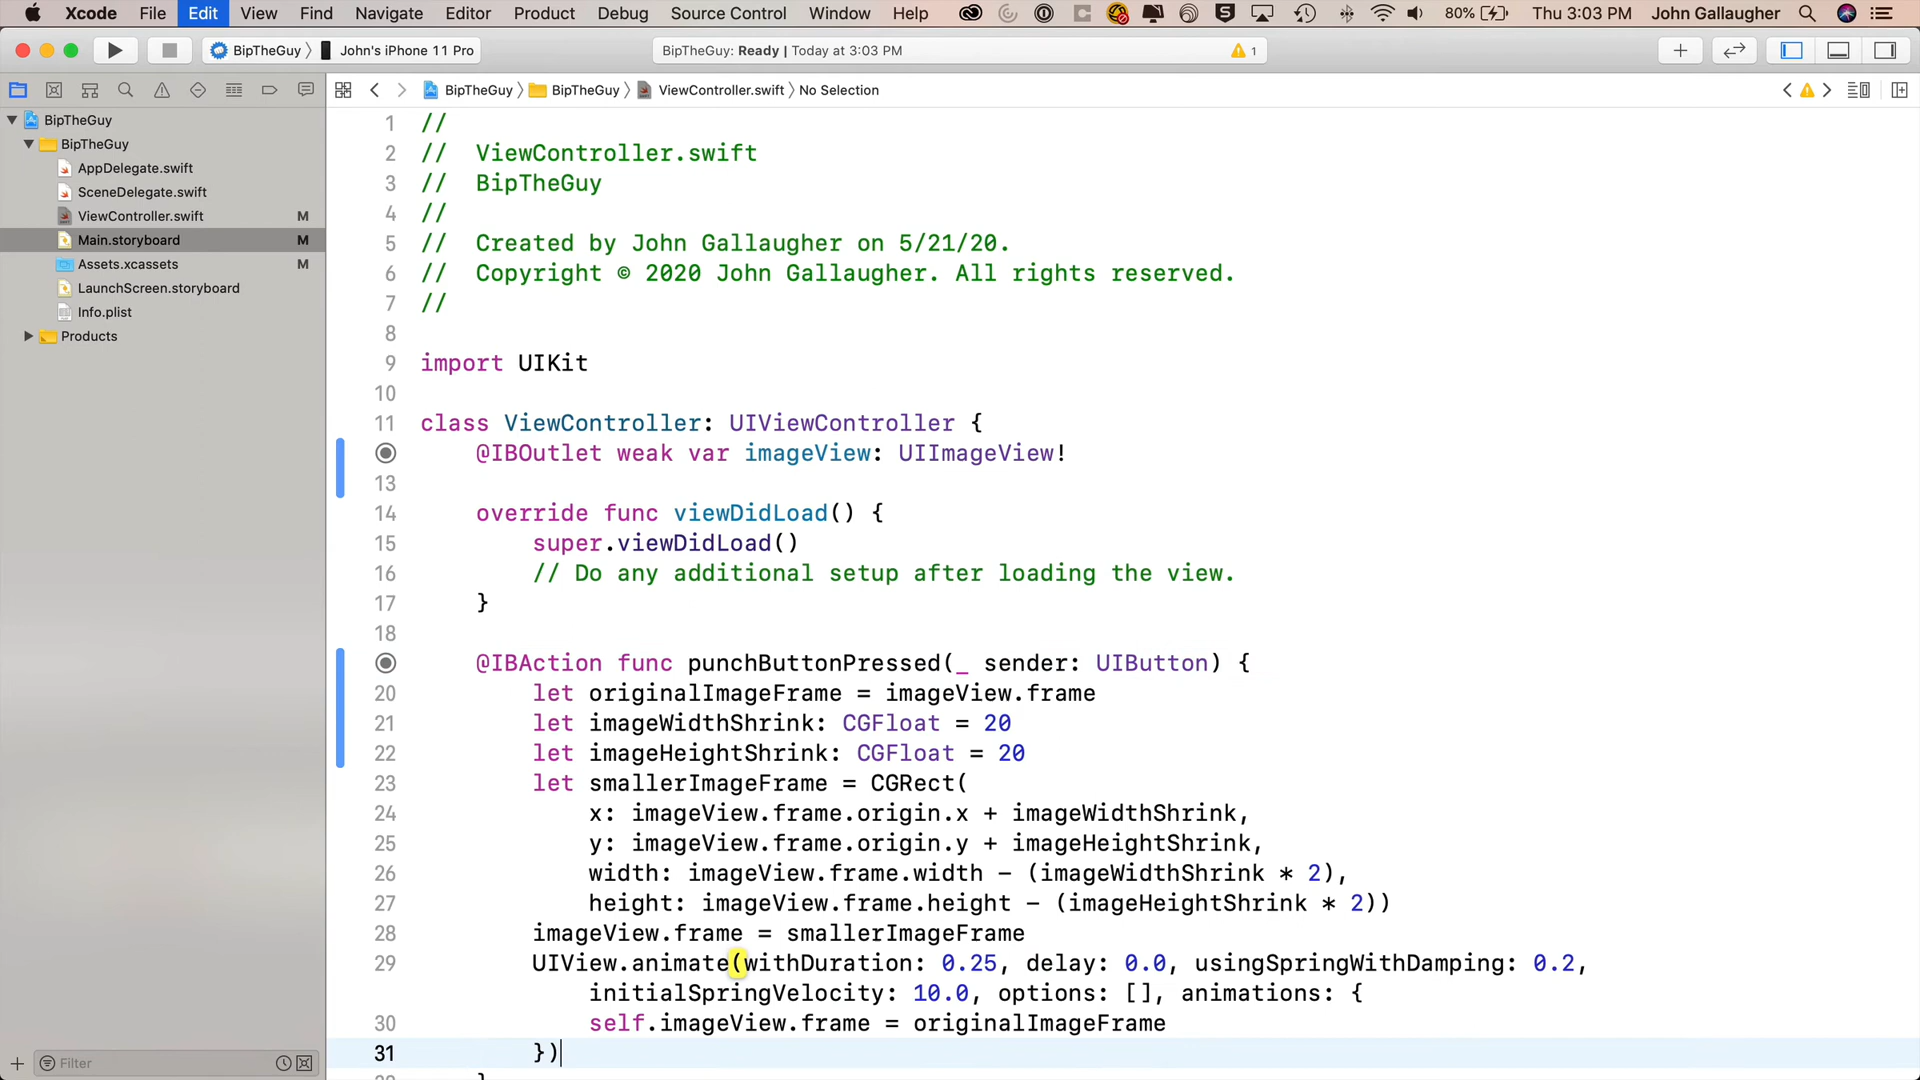 Xcode File Edit View Find Navigate Editor Product Debug Source Control Window Help 80% Thu 3:03 PM John Gallaugher
BipTheGuy John's iPhone 11 Pro BipTheGuy: Ready | Today at 3:03 PM 1
BipTheGuy BipTheGuy ViewController.swift No Selection
BipTheGuy
BipTheGuy
AppDelegate.swift
SceneDelegate.swift
ViewController.swift M
Main.storyboard M
Assets.xcassets M
LaunchScreen.storyboard
Info.plist
Products
Filter
1 //
2 //  ViewController.swift
3 //  BipTheGuy
4 //
5 //  Created by John Gallaugher on 5/21/20.
6 //  Copyright © 2020 John Gallaugher. All rights reserved.
7 //
8
9 import UIKit
10
11 class ViewController: UIViewController {
@IBOutlet weak var imageView: UIImageView!
13
14 override func viewDidLoad() {
15 super.viewDidLoad()
16 // Do any additional setup after loading the view.
17 }
18
@IBAction func punchButtonPressed(_ sender: UIButton) {
20 let originalImageFrame = imageView.frame
21 let imageWidthShrink: CGFloat = 20
22 let imageHeightShrink: CGFloat = 20
23 let smallerImageFrame = CGRect(
24 x: imageView.frame.origin.x + imageWidthShrink,
25 y: imageView.frame.origin.y + imageHeightShrink,
26 width: imageView.frame.width - (imageWidthShrink * 2),
27 height: imageView.frame.height - (imageHeightShrink * 2))
28 imageView.frame = smallerImageFrame
29 UIView.animate(withDuration: 0.25, delay: 0.0, usingSpringWithDamping: 0.2,
initialSpringVelocity: 10.0, options: [], animations: {
30 self.imageView.frame = originalImageFrame
31 })